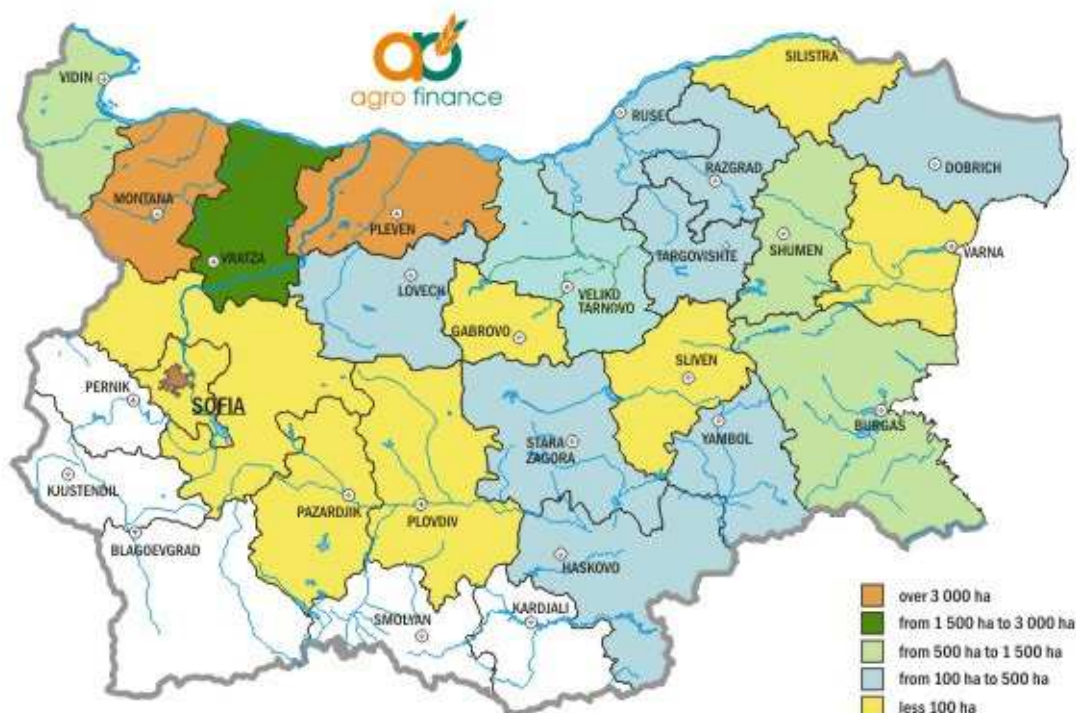 agro finance
VIDIN
SILISTRA
RUSE
RAZGRAD
DOBRICH
MONTANA
PLEVEN
VRATZA
TARGOVISHTE
SHUMEN
VARNA
LOVECH
VELIKO
TARNOVO
GABROVO
SLIVEN
PERNIK
SOFIA
YAMBOL
BURGAS
STARA
ZAGORA
KJUSTENDIL
PAZARDJIK
PLOVDIV
BLAGOEVGRAD
HASKOVO
KARDJALI
SMOLYAN
over 3 000 ha
from 1 500 ha to 3 000 ha
from 500 ha to 1 500 ha
from 100 ha to 500 ha
less 100 ha